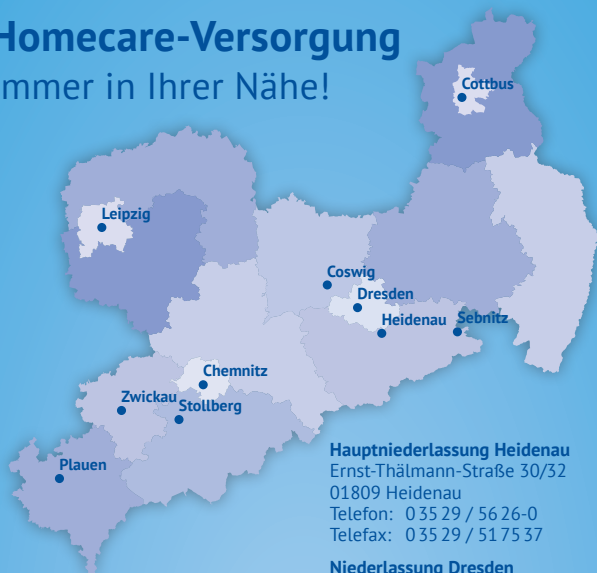 Homecare-Versorgung
mmer in Ihrer Nähe!
Cottbus
Leipzig
Coswig
Dresden
Heidenau
Sebnitz
Chemnitz
Zwickau
Stollberg
Plauen
Hauptniederlassung Heidenau
Ernst-Thälmann-Straße 30/32
01809 Heidenau
Telefon: 0 35 29 / 56 26-0
Telefax: 0 35 29 / 51 75 37
Niederlassung Dresden